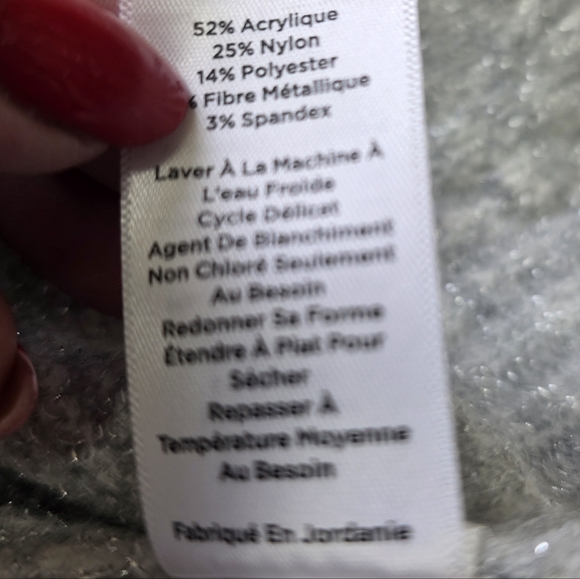 52% Acrylique
25% Nylon
14% Polyester
% Fibre Métallique
3% Spandex
Laver À La Machine À
L'eau Froide
Cycle Délicat
Agent De Blanchiment
Non Chloré Seulement
Au Besoin
Redonner Sa Forme
Étendre À Plat Pour
Sécher
Repasser À
Température Moyenne
Au Besoin
Fabriqué En Jordanie